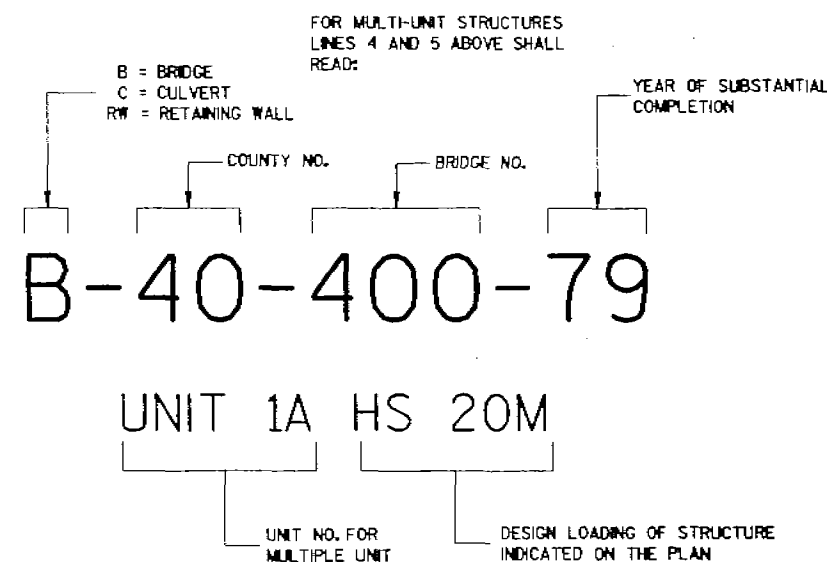 FOR MULTI-UNIT STRUCTURES
LINES 4 AND 5 ABOVE SHALL
READ:
B = BRIDGE
C = CULVERT
RW = RETAINING WALL
YEAR OF SUBSTANTIAL
COMPLETION
COUNTY NO.
BRIDGE NO.
B-40-400-79
UNIT 1A HS 20M
UNIT NO. FOR
MULTIPLE UNIT
DESIGN LOADING OF STRUCTURE
INDICATED ON THE PLAN